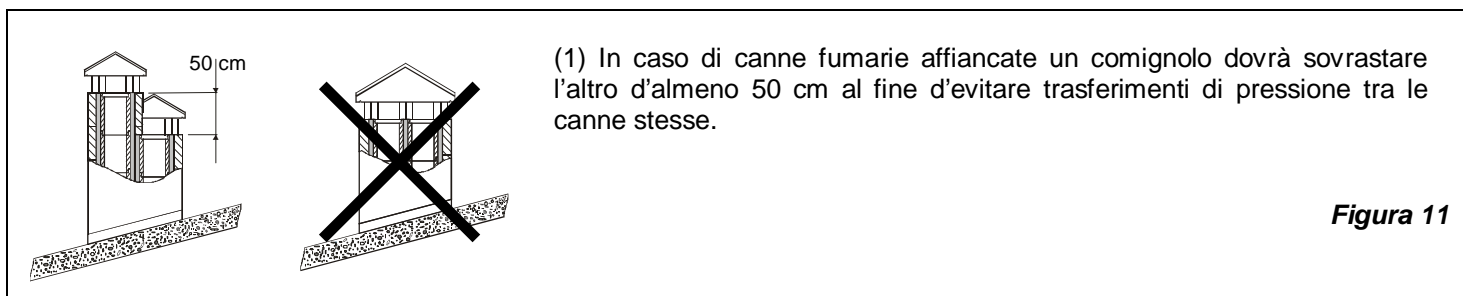 50 cm
(1) In caso di canne fumarie affiancate un comignolo dovrà sovrastare
l'altro d'almeno 50 cm al fine d'evitare trasferimenti di pressione tra le
canne stesse.
Figura 11